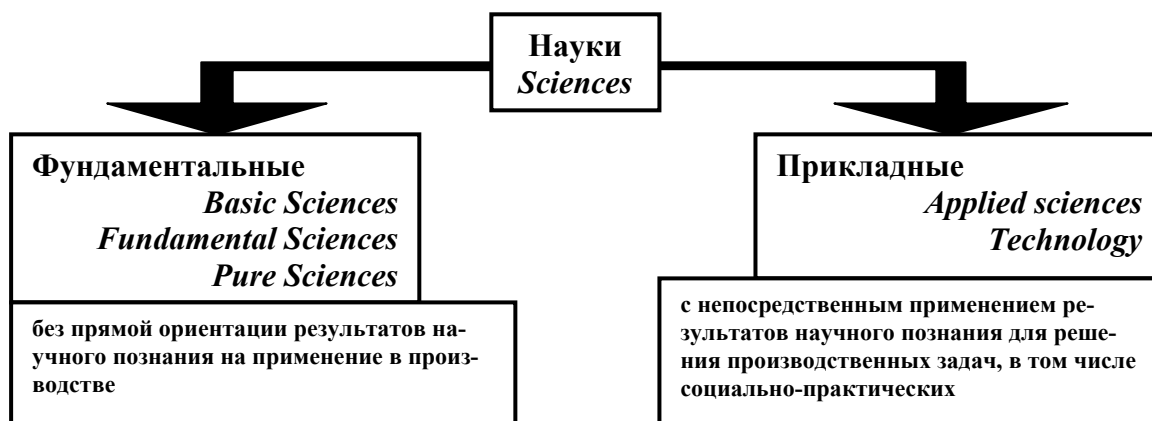 Науки
Sciences
Фундаментальные
Basic Sciences
Fundamental Sciences
Pure Sciences
без прямой ориентации результатов на-
учного познания на применение в произ-
водстве
Прикладные
Applied sciences
Technology
с непосредственным применением ре-
зультатов научного познания для реше-
ния производственных задач, в том числе
социально-практических